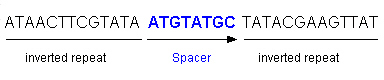 ATAACTTCGTATA ATGTATGC TATACGAAGTTAT
inverted repeat Spacer inverted repeat